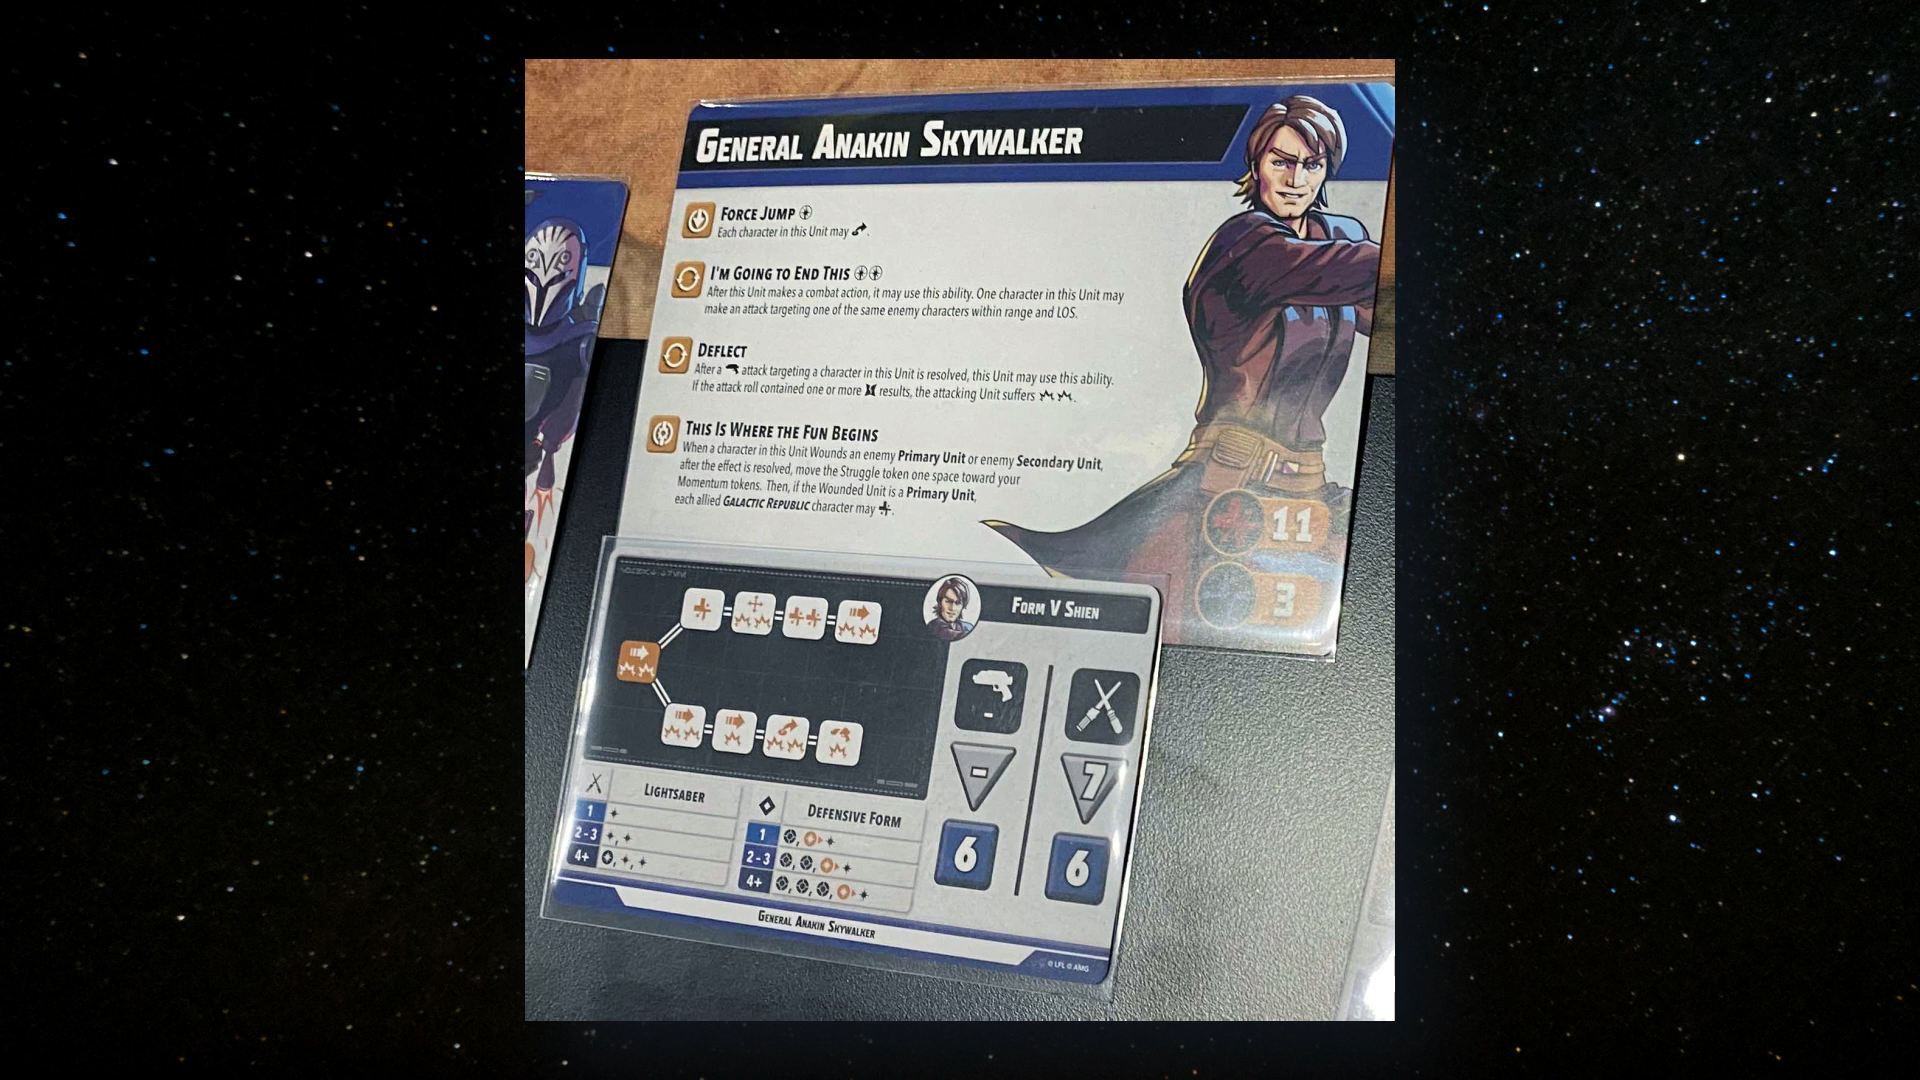 GENERAL ANAKIN SKYWALKER
FORCE JUMP
Each character in this Unit may .
I'M GOING TO END THIS
After this Unit makes a combat action, it may use this ability. One character in this Unit may
make an attack targeting one of the same enemy characters within range and LOS.
DEFLECT
After a attack targeting a character in this Unit is resolved, this Unit may use this ability.
If the attack roll contained one or more results, the attacking Unit suffers .
THIS IS WHERE THE FUN BEGINS
When a character in this Unit Wounds an enemy Primary Unit or enemy Secondary Unit,
after the effect is resolved, move the Struggle token one space toward your
Momentum tokens. Then, if the Wounded Unit is a Primary Unit,
each allied GALACTIC REPUBLIC character may .
11
3
FORM V SHIEN
-
- 7
6 6
LIGHTSABER
1
2-3
4+
DEFENSIVE FORM
1
2-3
4+
GENERAL ANAKIN SKYWALKER
© LFL © AMG